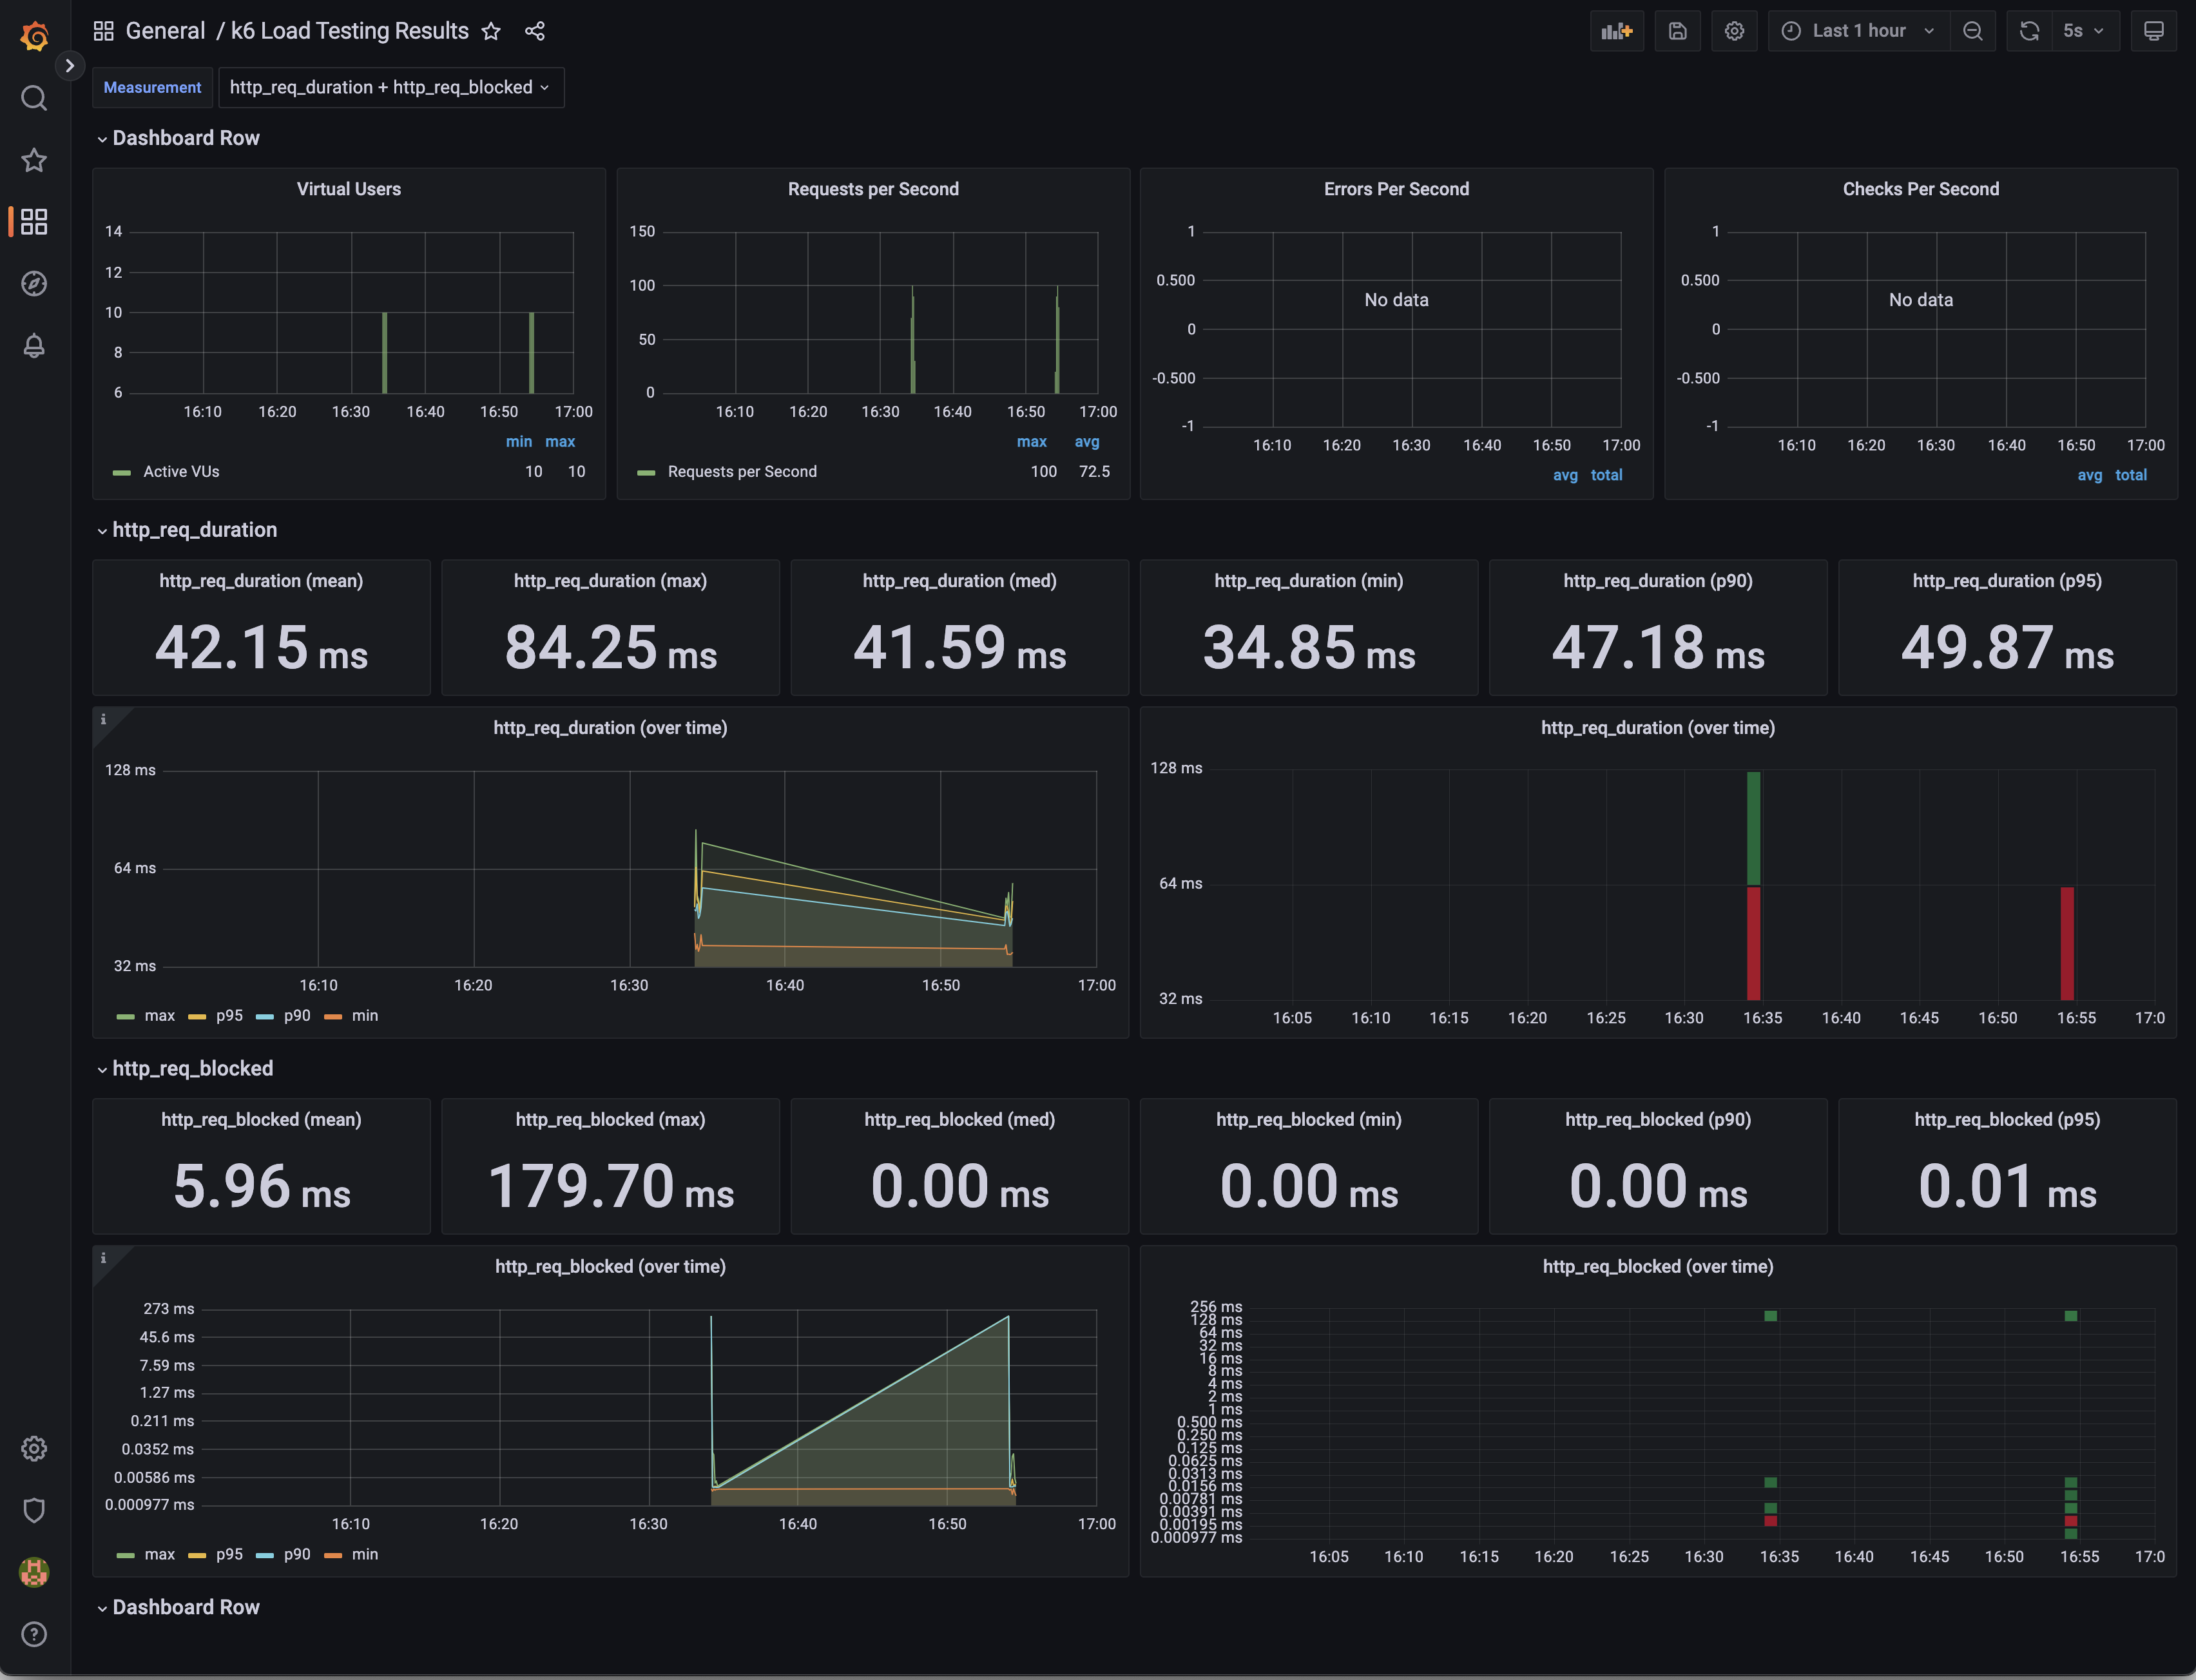 General / k6 Load Testing Results
Last 1 hour
5s
Measurement
http_req_duration + http_req_blocked
Dashboard Row
Virtual Users
14
12
10
8
6
16:10 16:20 16:30 16:40 16:50 17:00
min max
Active VUs 10 10
Requests per Second
150
100
50
0
16:10 16:20 16:30 16:40 16:50 17:00
max avg
Requests per Second 100 72.5
Errors Per Second
1
0.500
No data
0
-0.500
-1
16:10 16:20 16:30 16:40 16:50 17:00
avg total
Checks Per Second
1
0.500
No data
0
-0.500
-1
16:10 16:20 16:30 16:40 16:50 17:00
avg total
http_req_duration
http_req_duration (mean)
42.15 ms
http_req_duration (max)
84.25 ms
http_req_duration (med)
41.59 ms
http_req_duration (min)
34.85 ms
http_req_duration (p90)
47.18 ms
http_req_duration (p95)
49.87 ms
i
http_req_duration (over time)
128 ms
64 ms
32 ms
16:10 16:20 16:30 16:40 16:50 17:00
max p95 p90 min
http_req_duration (over time)
128 ms
64 ms
32 ms
16:05 16:10 16:15 16:20 16:25 16:30 16:35 16:40 16:45 16:50 16:55 17:0
http_req_blocked
http_req_blocked (mean)
5.96 ms
http_req_blocked (max)
179.70 ms
http_req_blocked (med)
0.00 ms
http_req_blocked (min)
0.00 ms
http_req_blocked (p90)
0.00 ms
http_req_blocked (p95)
0.01 ms
i
http_req_blocked (over time)
273 ms
45.6 ms
7.59 ms
1.27 ms
0.211 ms
0.0352 ms
0.00586 ms
0.000977 ms
16:10 16:20 16:30 16:40 16:50 17:00
max p95 p90 min
http_req_blocked (over time)
256 ms
128 ms
64 ms
32 ms
16 ms
8 ms
4 ms
2 ms
1 ms
0.500 ms
0.250 ms
0.125 ms
0.0625 ms
0.0313 ms
0.0156 ms
0.00781 ms
0.00391 ms
0.00195 ms
0.000977 ms
16:05 16:10 16:15 16:20 16:25 16:30 16:35 16:40 16:45 16:50 16:55 17:0
Dashboard Row